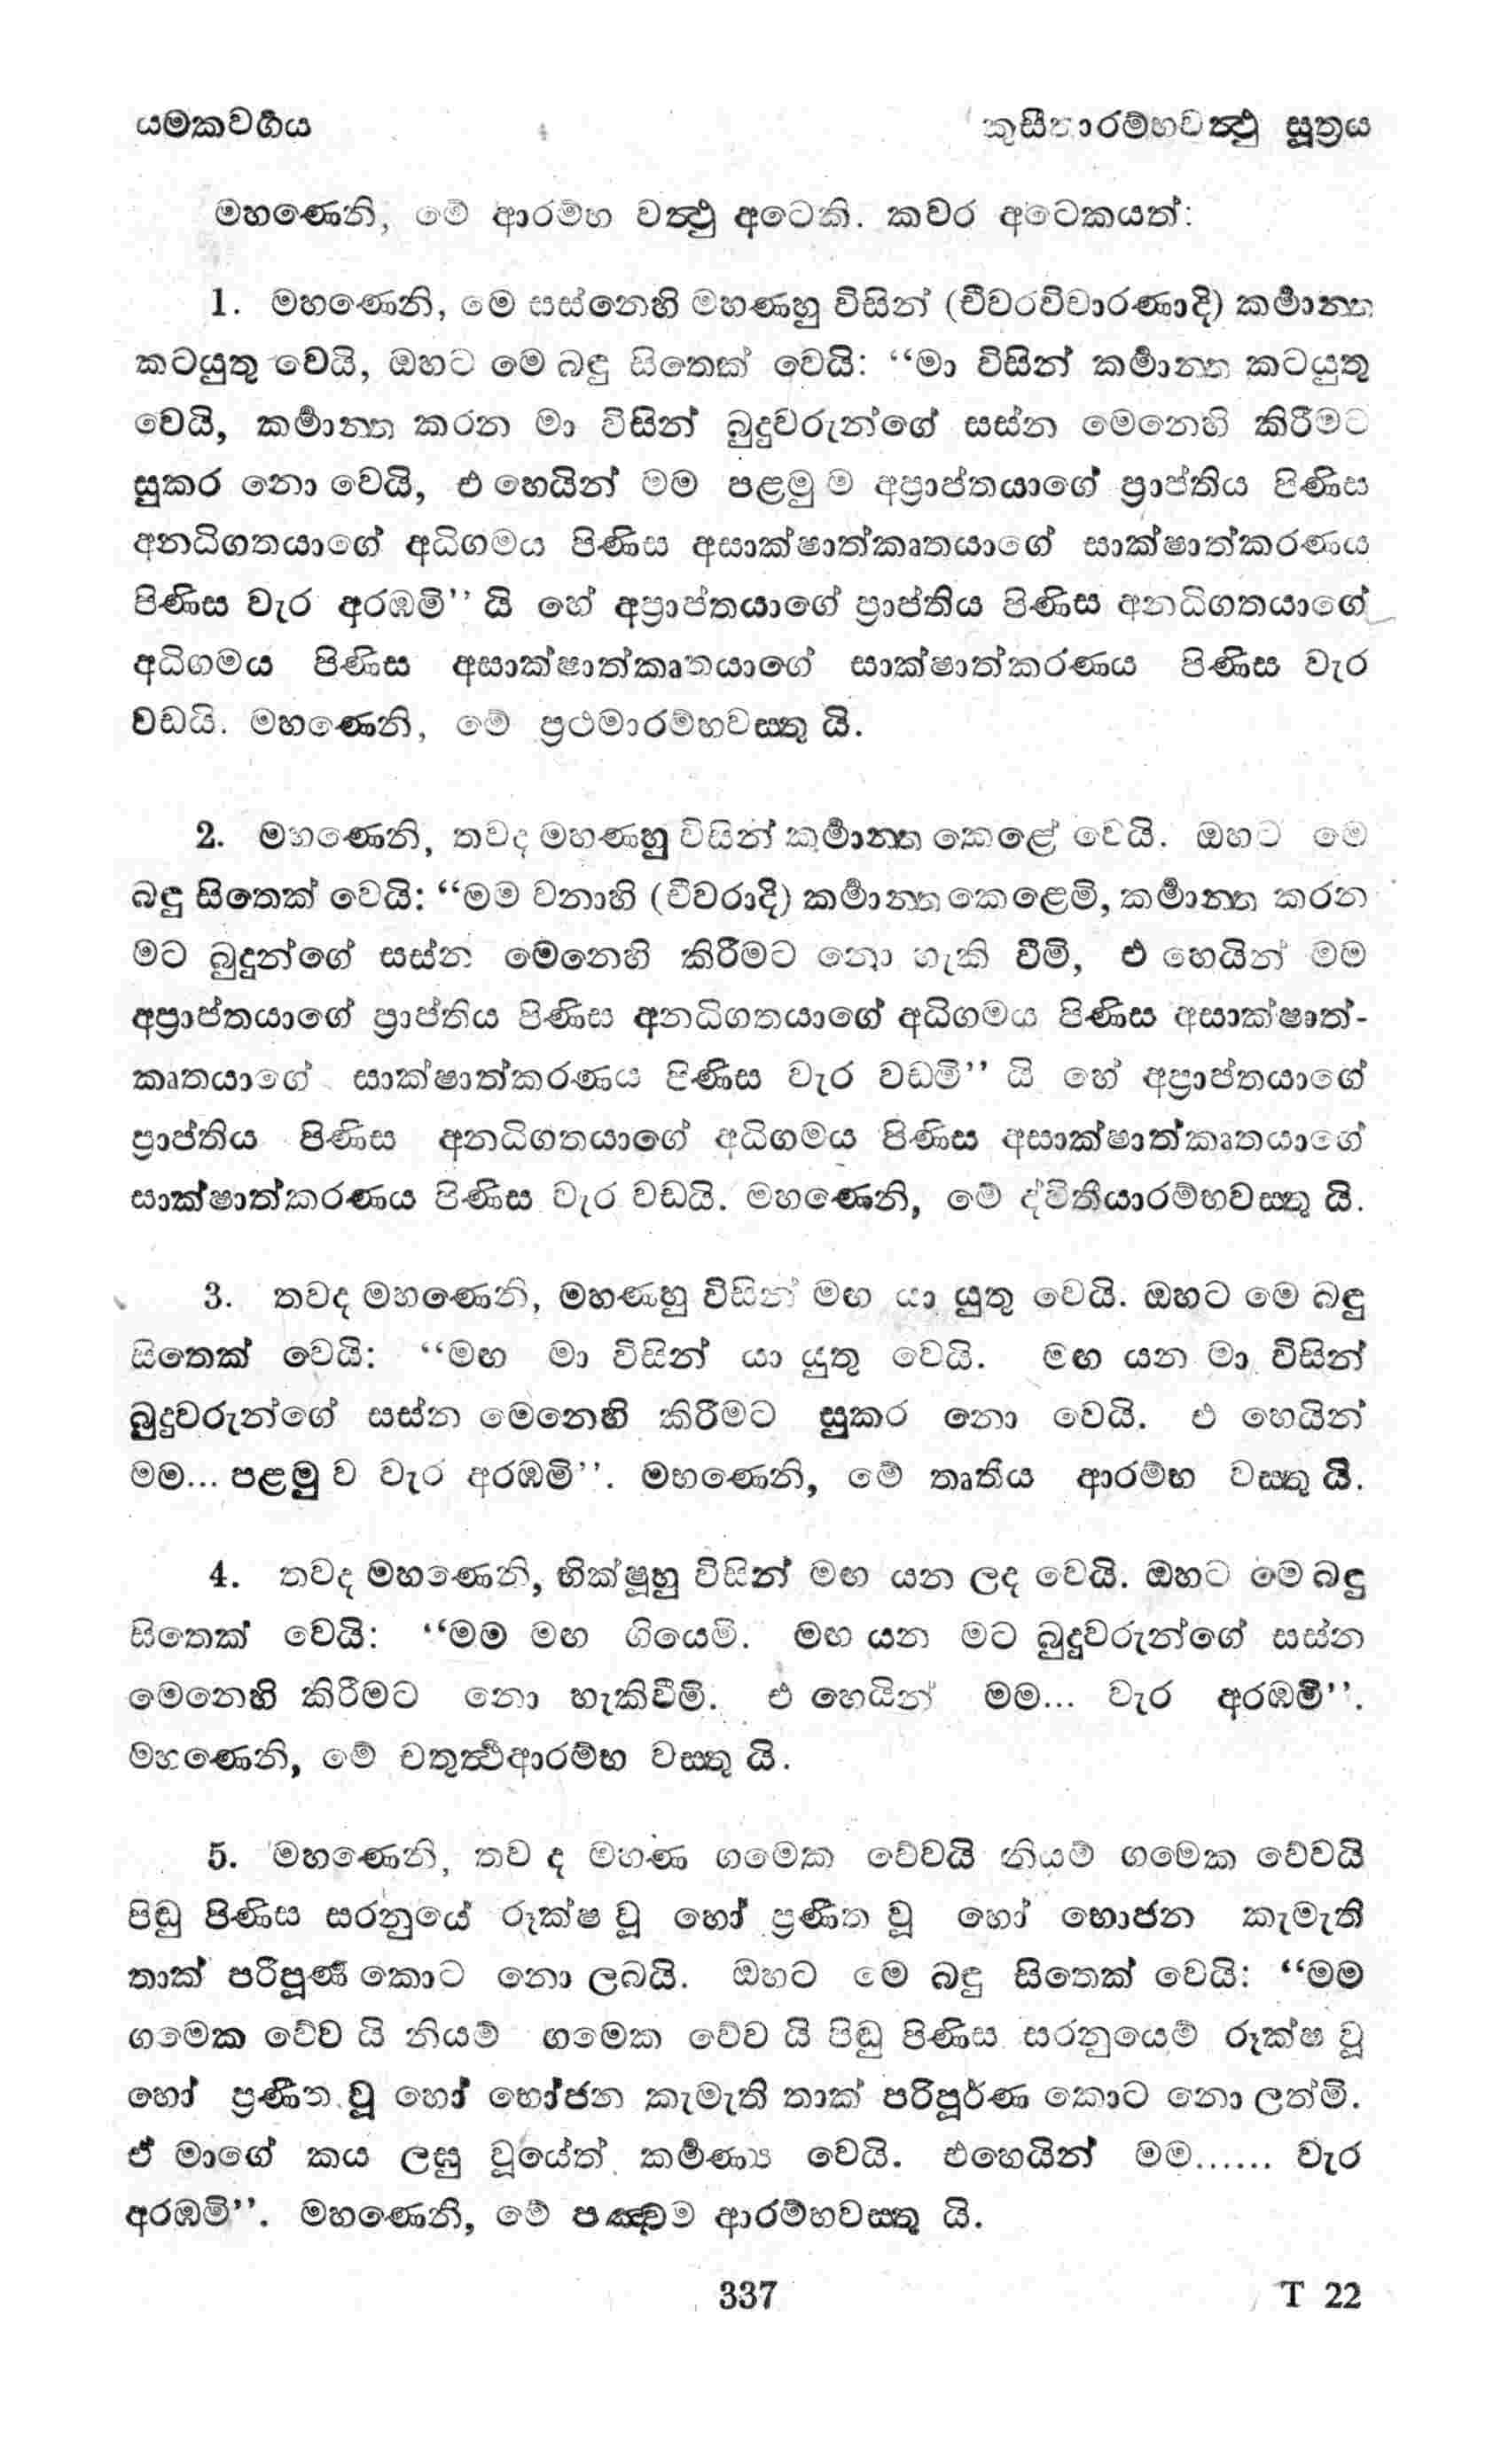 යමකවර්‍ගය කුසීතාරම්භවත්‍ථු සූත්‍රය
මහණෙනි, මේ ආරම්භ වත්‍ථු අටෙකි. කවර අටෙකයත්:
1. මහණෙනි, මෙ සස්නෙහි මහණහු විසින් (චීවරවිචාරණාදි) කර්‍මාන්‍ත
කටයුතු වෙයි, ඔහට මෙ බඳු සිතෙක් වෙයි: “මා විසින් කර්‍මාන්‍ත කටයුතු
වෙයි, කර්‍මාන්‍ත කරන මා විසින් බුදුවරුන්ගේ සස්න මෙනෙහි කිරීමට
සුකර නො වෙයි, එ හෙයින් මම පළමු ම අප්‍රාප්තයාගේ ප්‍රාප්තිය පිණිස
අනධිගතයාගේ අධිගමය පිණිස අසාක්ෂාත්කෘතයාගේ සාක්ෂාත්කරණය
පිණිස වැර අරඹමි” යි හේ අප්‍රාප්තයාගේ ප්‍රාප්තිය පිණිස අනධිගතයාගේ
අධිගමය පිණිස අසාක්ෂාත්කෘතයාගේ සාක්ෂාත්කරණය පිණිස වැර
වඩයි. මහණෙනි, මේ ප්‍රථමාරම්භවස්තු යි.
2. මහණෙනි, තවද මහණහු විසින් කර්‍මාන්‍ත කෙළේ වෙයි. ඔහට මෙ
බඳු සිතෙක් වෙයි: “මම වනාහි (චීවරාදි) කර්‍මාන්‍ත කෙළෙමි, කර්‍මාන්‍ත කරන
මට බුදුන්ගේ සස්න මෙනෙහි කිරීමට නො හැකි වීමි, එ හෙයින් මම
අප්‍රාප්තයාගේ ප්‍රාප්තිය පිණිස අනධිගතයාගේ අධිගමය පිණිස අසාක්ෂාත්-
කෘතයාගේ සාක්ෂාත්කරණය පිණිස වැර වඩමි” යි හේ අප්‍රාප්තයාගේ
ප්‍රාප්තිය පිණිස අනධිගතයාගේ අධිගමය පිණිස අසාක්ෂාත්කෘතයාගේ
සාක්ෂාත්කරණය පිණිස වැර වඩයි. මහණෙනි, මේ ද්විතීයාරම්භවස්තු යි.
3. තවද මහණෙනි, මහණහු විසින් මඟ යා යුතු වෙයි. ඔහට මෙ බඳු
සිතෙක් වෙයි: “මඟ මා විසින් යා යුතු වෙයි. මඟ යන මා විසින්
බුදුවරුන්ගේ සස්න මෙනෙහි කිරීමට සුකර නො වෙයි. එ හෙයින්
මම... පළමු ව වැර අරඹමි”. මහණෙනි, මේ තෘතීය ආරම්භ වස්තු යි.
4. තවද මහණෙනි, භික්ෂූහු විසින් මඟ යන ලද වෙයි. ඔහට මෙ බඳු
සිතෙක් වෙයි: “මම මඟ ගියෙමි. මඟ යන මට බුදුවරුන්ගේ සස්න
මෙනෙහි කිරීමට නො හැකිවීමි. එ හෙයින් මම... වැර අරඹමි”.
මහණෙනි, මේ චතුර්‍ත්‍ථආරම්භ වස්තු යි.
5. මහණෙනි, තව ද මහණ ගමෙක වේවයි නියම් ගමෙක වේවයි
පිඬු පිණිස සරනුයේ රූක්ෂ වූ හෝ ප්‍රණීත වූ හෝ භොජන කැමැති
තාක් පරිපූර්‍ණ කොට නො ලබයි. ඔහට මෙ බඳු සිතෙක් වෙයි: “මම
ගමෙක වේව යි නියම් ගමෙක වේව යි පිඬු පිණිස සරනුයෙම් රූක්ෂ වූ
හෝ ප්‍රණීත වූ හෝ භෝජන කැමැති තාක් පරිපූර්ණ කොට නො ලත්මි.
ඒ මාගේ කය ලඝු වූයේත් කර්‍මණ්‍ය වෙයි. එහෙයින් මම...... වැර
අරඹමි”. මහණෙනි, මේ පඤ්චම ආරම්භවස්තු යි.
337 T 22